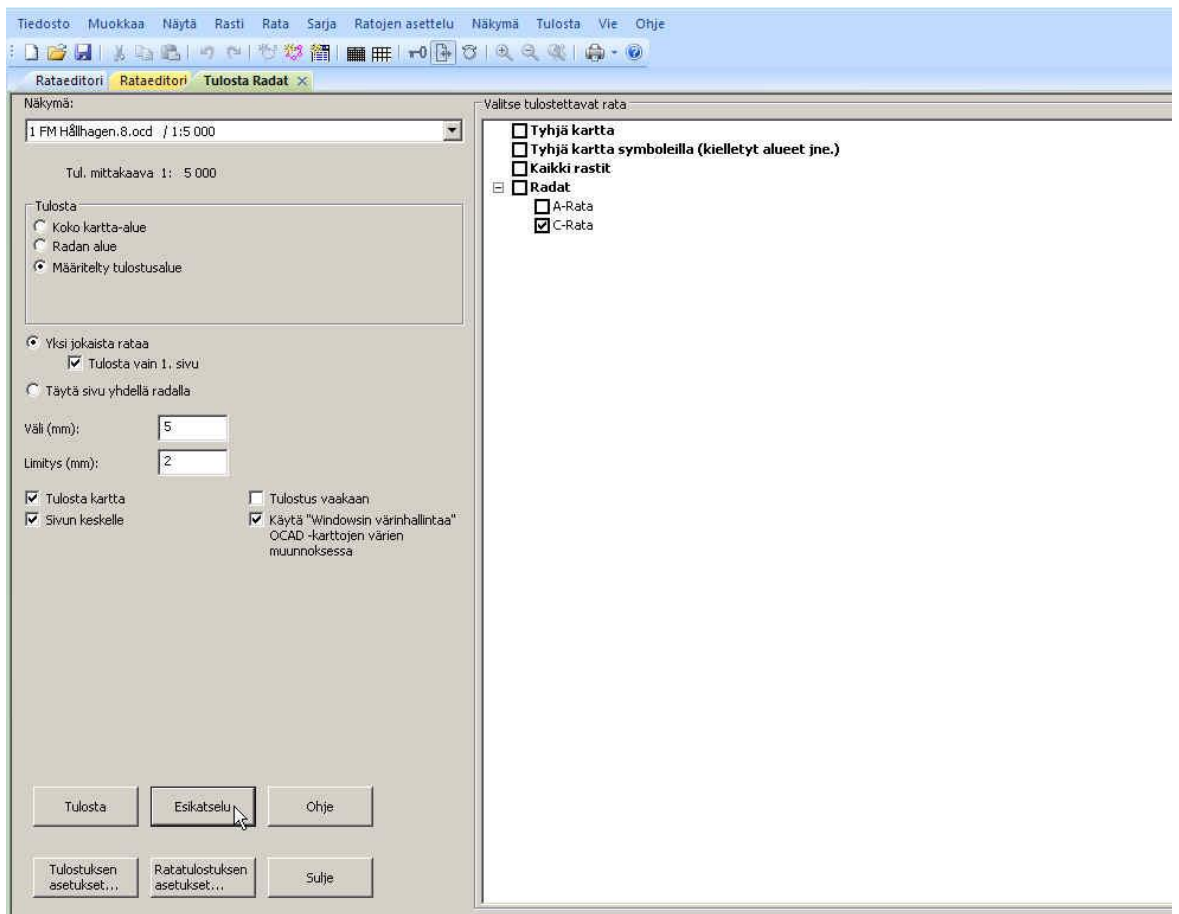 Tiedosto Muokkaa Näytä Rasti Rata Sarja Ratojen asettelu Näkymä Tulosta Vie Ohje
Rataeditori Rataeditori Tulosta Radat
Näkymä:
1 FM Hållhagen.8.ocd / 1:5 000
Tul. mittakaava 1: 5 000
Tulosta
Koko kartta-alue
Radan alue
Määritelty tulostusalue
Yksi jokaista rataa
Tulosta vain 1. sivu
Täytä sivu yhdellä radalla
Väli (mm): 5
Limitys (mm): 2
Tulosta kartta
Sivun keskelle
Tulostus vaakaan
Käytä "Windowsin värinhallintaa"
OCAD -karttojen värien
muunnoksessa
Tulosta Esikatselu Ohje
Tulostuksen
asetukset...
Ratatulostuksen
asetukset...
Sulje
Valitse tulostettavat rata
Tyhjä kartta
Tyhjä kartta symboleilla (kielletyt alueet jne.)
Kaikki rastit
Radat
A-Rata
C-Rata